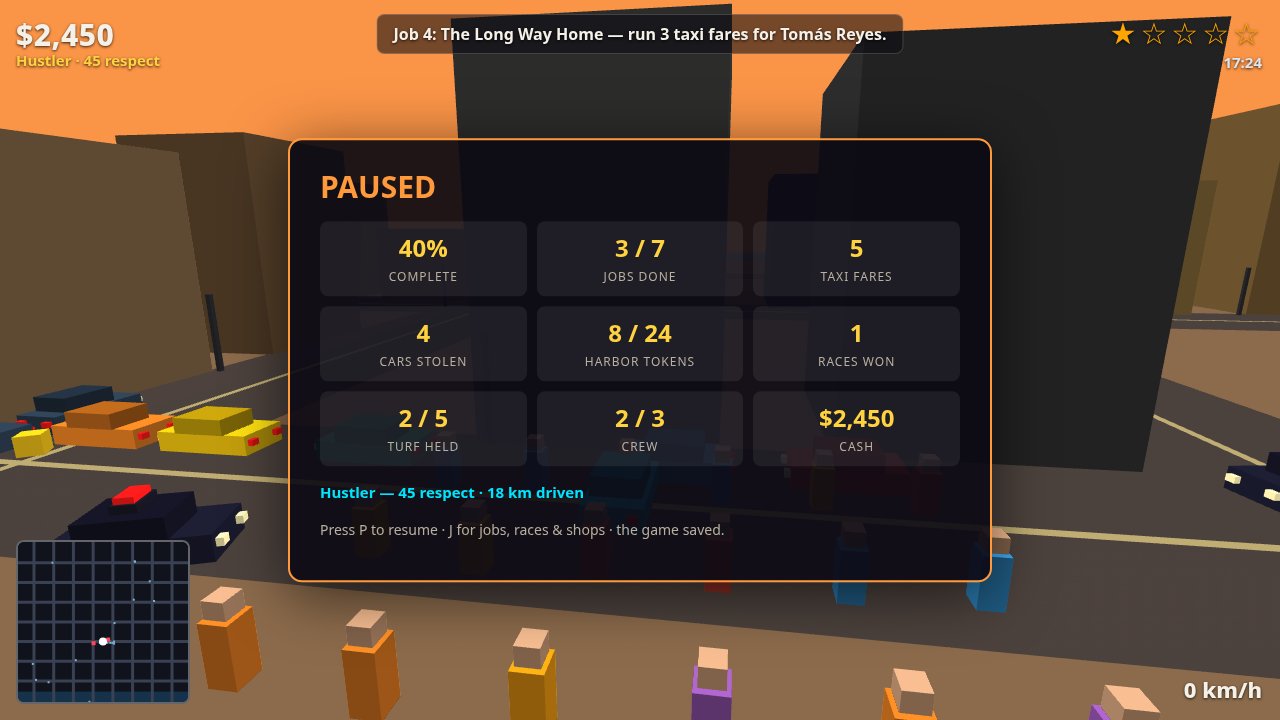 $2,450
Hustler · 45 respect
Job 4: The Long Way Home — run 3 taxi fares for Tomás Reyes.
★☆☆☆☆
17:24
PAUSED
40%
COMPLETE
3 / 7
JOBS DONE
5
TAXI FARES
4
CARS STOLEN
8 / 24
HARBOR TOKENS
1
RACES WON
2 / 5
TURF HELD
2 / 3
CREW
$2,450
CASH
Hustler — 45 respect · 18 km driven
Press P to resume · J for jobs, races & shops · the game saved.
0 km/h